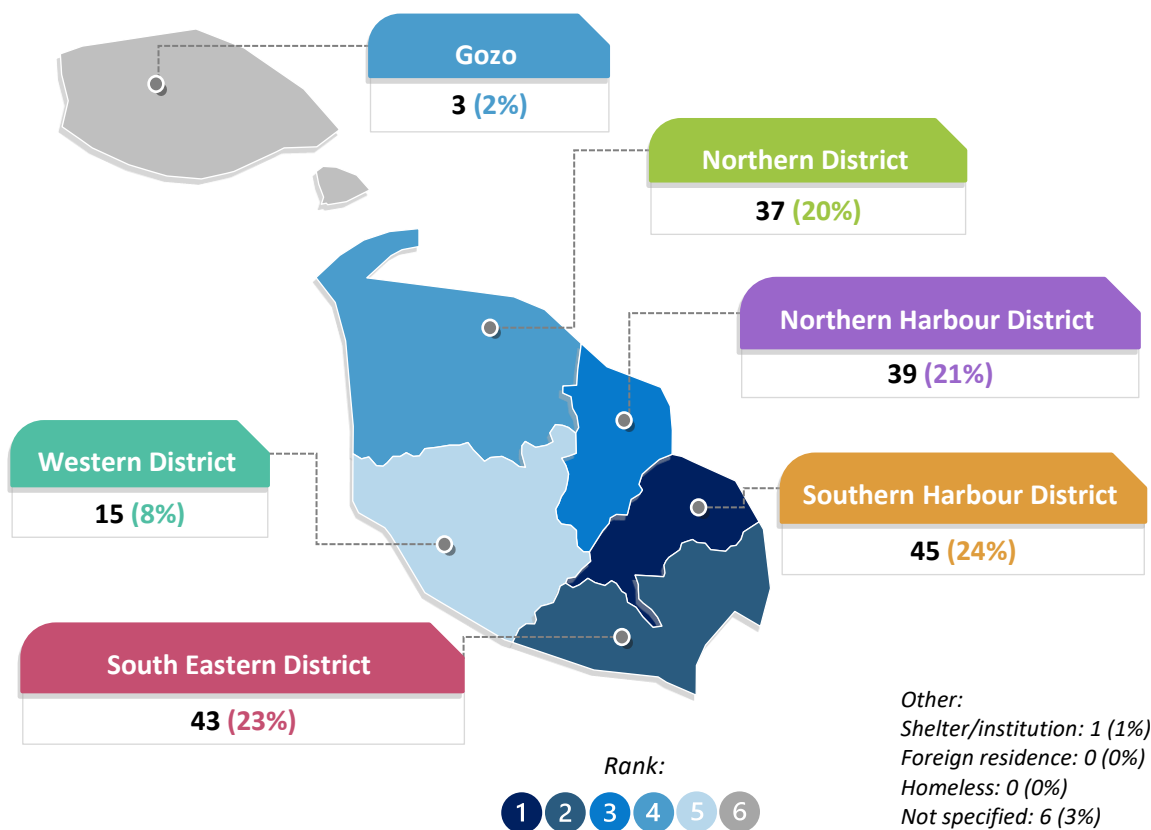 Gozo
3 (2%)
Northern District
37 (20%)
Northern Harbour District
39 (21%)
Western District
15 (8%)
Southern Harbour District
45 (24%)
South Eastern District
43 (23%)
Other:
Shelter/institution: 1 (1%)
Foreign residence: 0 (0%)
Homeless: 0 (0%)
Not specified: 6 (3%)
Rank:
1 2 3 4 5 6